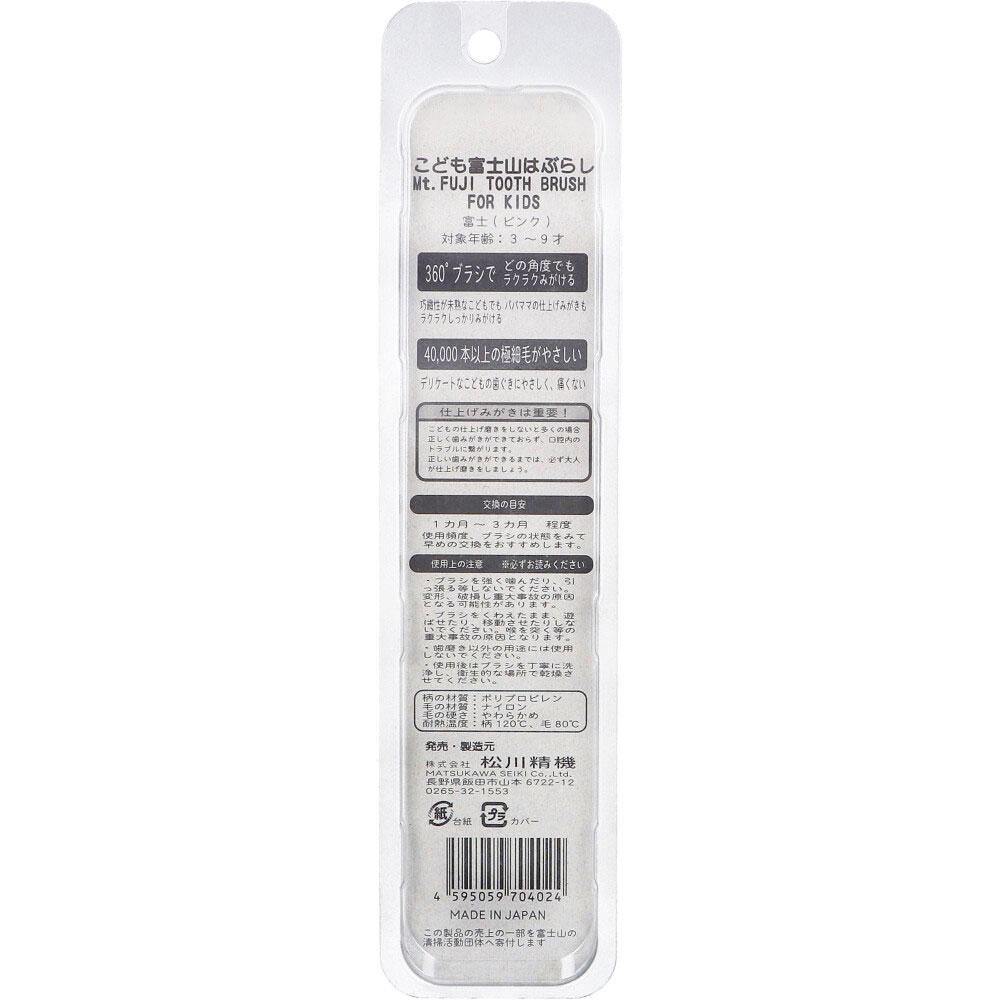 こども富士山はぶらし
Mt.FUJI TOOTH BRUSH
FOR KIDS
富士(ピンク)
対象年齢:3～9才
360°ブラシで どの角度でも
ラクラクみがける
巧緻性が未熟なこどもでも パパママの仕上げみがきも
ラクラクしっかりみがける
40,000本以上の極細毛がやさしい
デリケートなこどもの歯ぐきにやさしく、痛くない
仕上げみがきは重要!
こどもの仕上げ磨きをしないと多くの場合
正しく歯みがきができておらず、口腔内の
トラブルに繋がります。
正しい歯みがきができるまでは、必ず大人
が仕上げ磨きをしましょう。
交換の目安
1カ月～3カ月 程度
使用頻度、ブラシの状態をみて
早めの交換をおすすめします。
使用上の注意 ※必ずお読みください
・ブラシを強く噛んだり、引
っ張る等しないでください。
変形、破損し重大事故の原因
となる可能性があります。
・ブラシをくわえたまま、遊
ばせたり、移動させたりしな
いでください。喉を突く等の
重大事故の原因となります。
・歯磨き以外の用途には使用
しないでください。
・使用後はブラシを丁寧に洗
浄し、衛生的な場所で乾燥さ
せてください。
柄の材質:ポリプロピレン
毛の材質:ナイロン
毛の硬さ:やわらかめ
耐熱温度:柄120℃、毛80℃
発売・製造元
株式会社 松川精機
MATSUKAWA SEIKI Co.,Ltd.
長野県飯田市山本6722-12
0265-32-1553
紙 台紙 プラ カバー
4 595059 704024
MADE IN JAPAN
この製品の売上の一部を富士山の
清掃活動団体へ寄付します